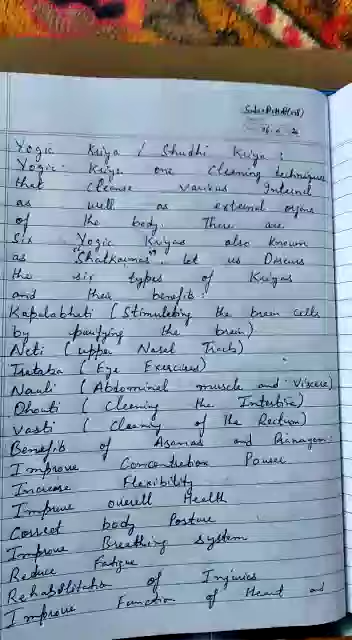 Yogic Kriya / Shudhi Kriya :
Yogic Kriya are Cleaning techniques
that cleanse various Internal
as well as external organs
of the body. There are
Six Yogic Kriyas also known
as "Shatkarmas". Let us Discuss
the six types of Kriyas
and their benefits :
Kapalabhati (Stimulating the brain cells
by purifying the brain)
Neti (upper Nasal Track)
Trataka (Eye Exercises)
Nauli (Abdominal muscle and Viscera)
Dhouti (Cleaning the Intestine)
Vasti (Cleaning of the Rectum)
Benefits of Asanas and Pranayam:
Improve Concentration Power
Increase Flexibility
Improve overall Health
Correct body Posture
Improve Breathing System
Reduce Fatigue
Rehabilitation of Injuries
Improve Function of Heart and